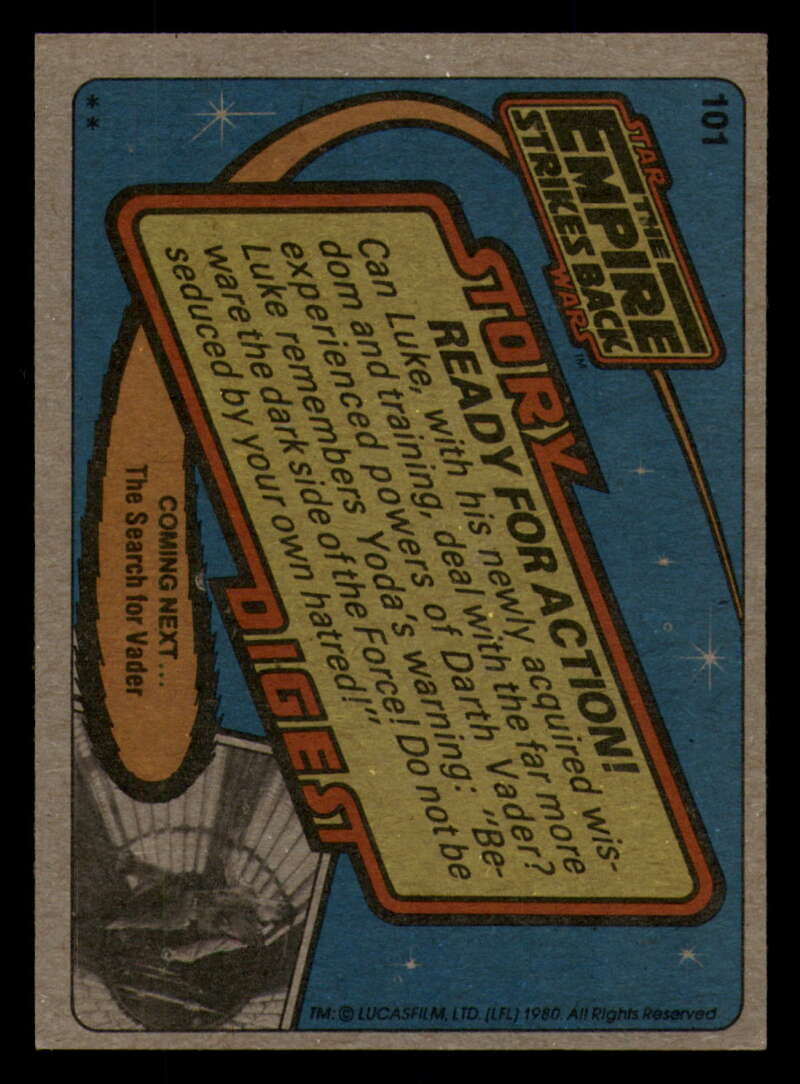 101
STAR
THE
EMPIRE
STRIKES BACK
WARS™
STORY
READY FOR ACTION!
Can Luke, with his newly acquired wis-
dom and training, deal with the far more
experienced powers of Darth Vader?
Luke remembers Yoda's warning: "Be-
ware the dark side of the Force! Do not be
seduced by your own hatred!"
DIGEST
COMING NEXT...
The Search for Vader
**
TM: © LUCASFILM, LTD. (LFL) 1980. All Rights Reserved